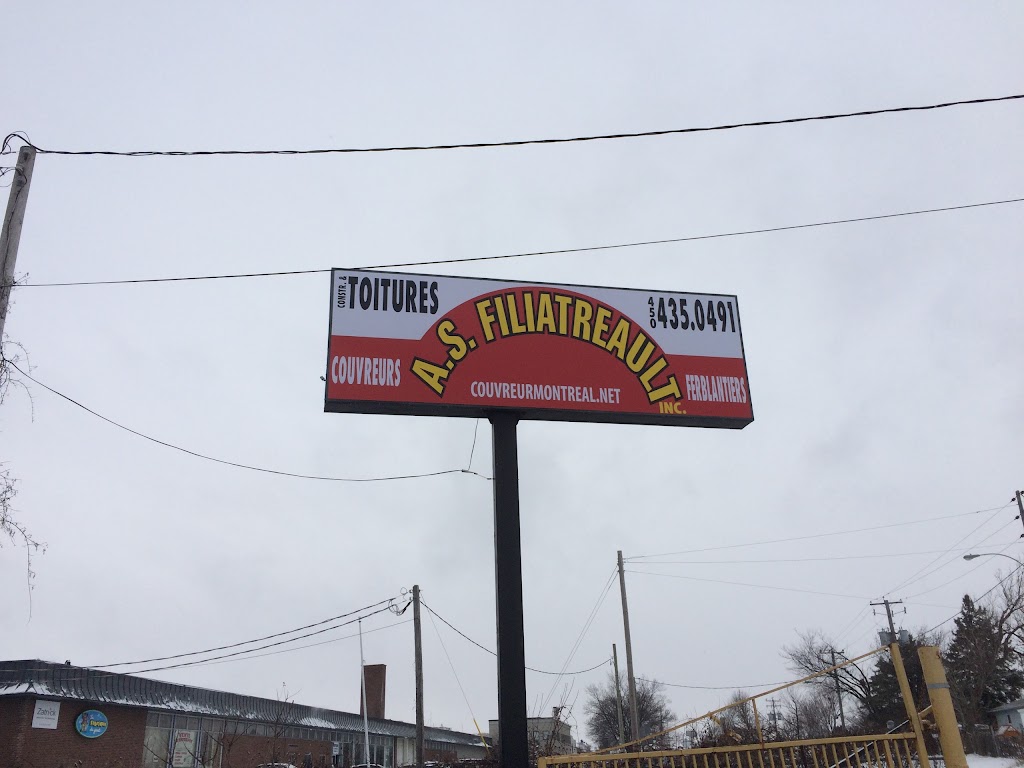 CONSTR. &
TOITURES
450
435.0491
A.S. FILIATREAULT
INC.
COUVREURS
COUVREURMONTREAL.NET
FERBLANTIERS